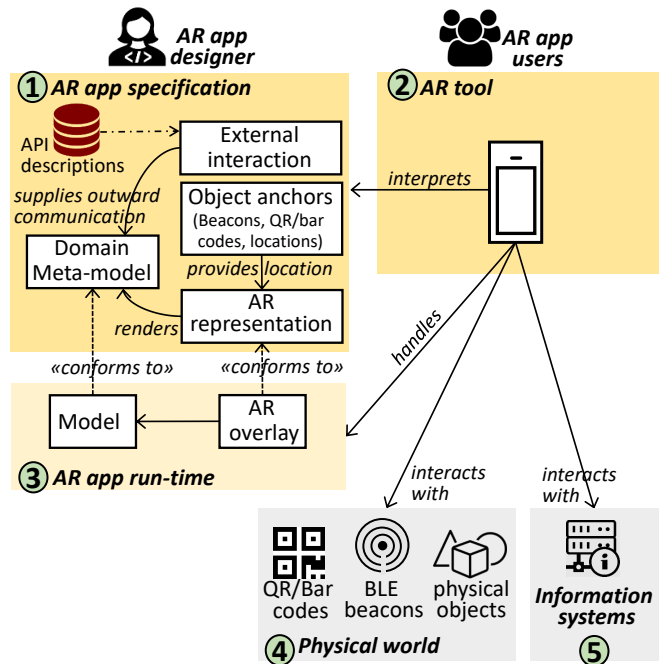 AR app
designer
AR app
users
1 AR app specification
API
descriptions
External
interaction
supplies outward
communication
Object anchors
(Beacons, QR/bar
codes, locations)
Domain
Meta-model
provides location
renders
AR
representation
«conforms to»
«conforms to»
Model
AR
overlay
3 AR app run-time
2 AR tool
interprets
handles
interacts
with
interacts
with
QR/Bar
codes
BLE
beacons
physical
objects
4 Physical world
i
Information
systems
5